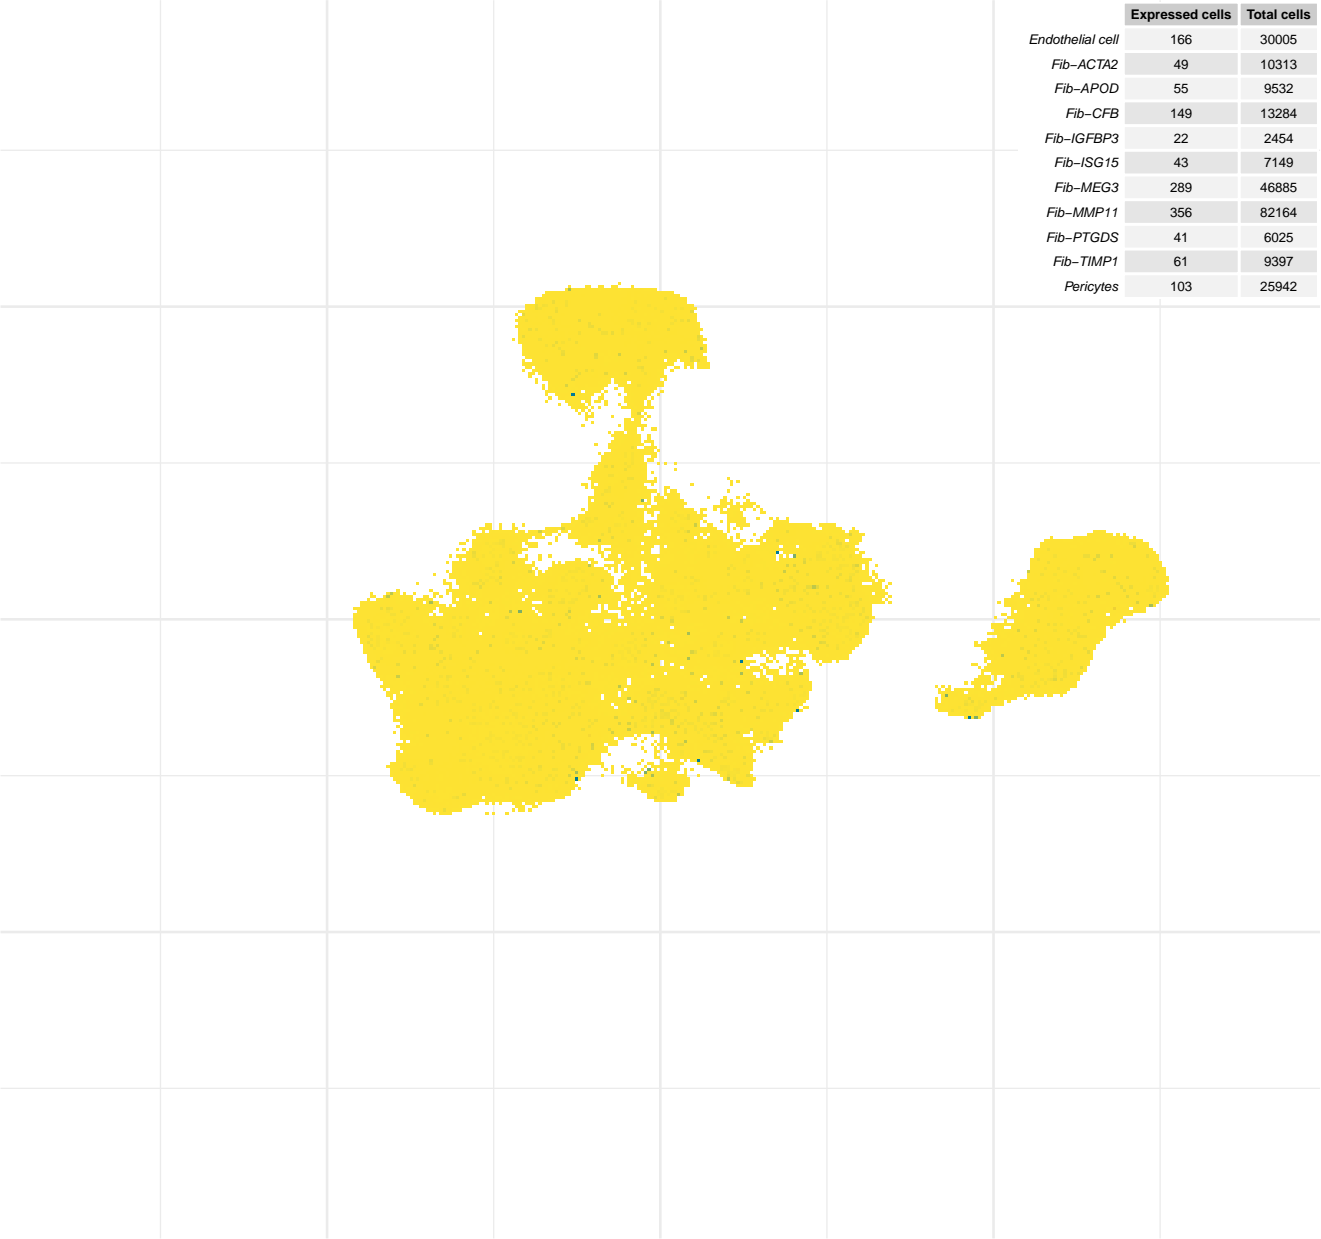 Expressed cells Total cells
Endothelial cell 166 30005
Fib−ACTA2 49 10313
Fib−APOD 55 9532
Fib−CFB 149 13284
Fib−IGFBP3 22 2454
Fib−ISG15 43 7149
Fib−MEG3 289 46885
Fib−MMP11 356 82164
Fib−PTGDS 41 6025
Fib−TIMP1 61 9397
Pericytes 103 25942